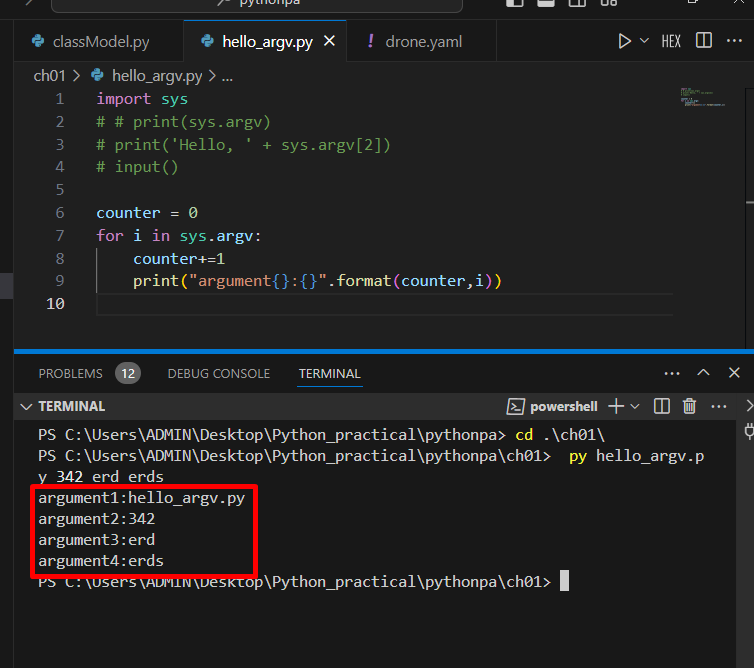 pythonpa
classModel.py
hello_argv.py
! drone.yaml
HEX
ch01 > hello_argv.py > ...
1 import sys
2 # # print(sys.argv)
3 # print('Hello, ' + sys.argv[2])
4 # input()
5
6 counter = 0
7 for i in sys.argv:
8 counter+=1
9 print("argument{}:{}".format(counter,i))
10
PROBLEMS 12 DEBUG CONSOLE TERMINAL
TERMINAL powershell
PS C:\Users\ADMIN\Desktop\Python_practical\pythonpa> cd .\ch01\
PS C:\Users\ADMIN\Desktop\Python_practical\pythonpa\ch01> py hello_argv.p
y 342 erd erds
argument1:hello_argv.py
argument2:342
argument3:erd
argument4:erds
PS C:\Users\ADMIN\Desktop\Python_practical\pythonpa\ch01>